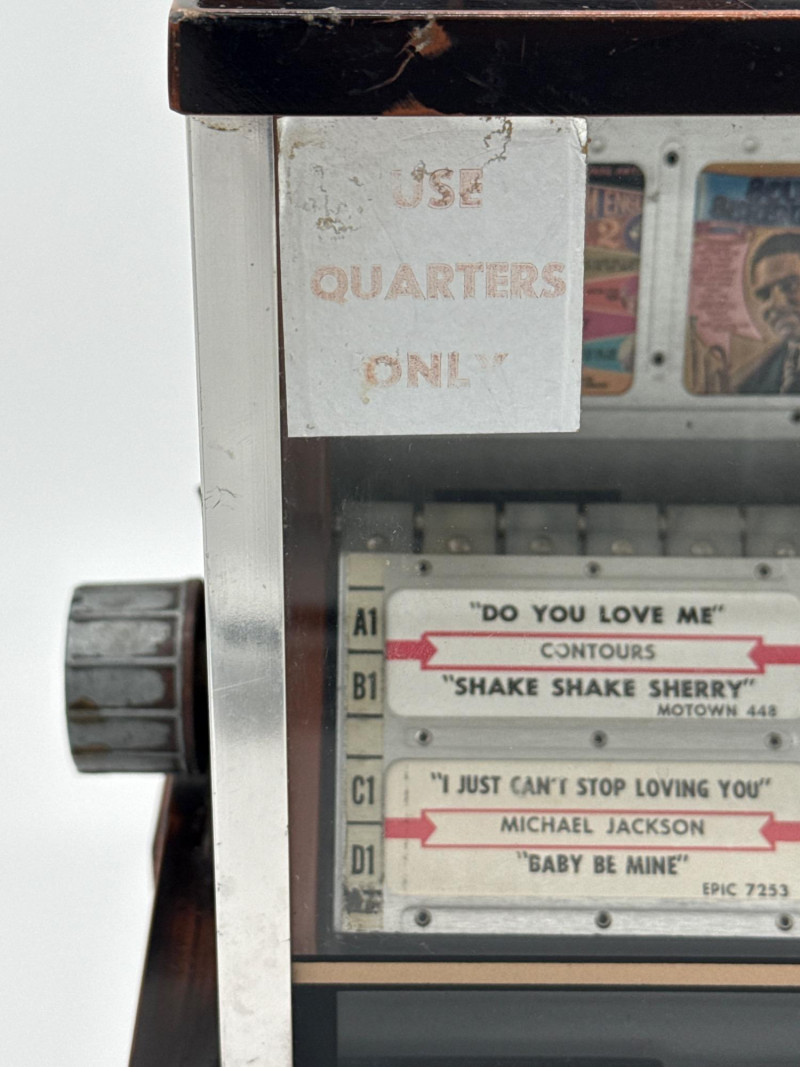 USE
QUARTERS
ONLY
A1
"DO YOU LOVE ME"
CONTOURS
B1
"SHAKE SHAKE SHERRY"
MOTOWN 448
C1
"I JUST CAN'T STOP LOVING YOU"
MICHAEL JACKSON
D1
"BABY BE MINE"
EPIC 7253